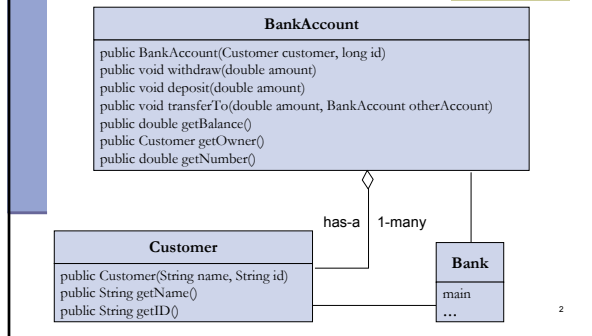 BankAccount
public BankAccount(Customer customer, long id)
public void withdraw(double amount)
public void deposit(double amount)
public void transferTo(double amount, BankAccount otherAccount)
public double getBalance()
public Customer getOwner()
public double getNumber()
has-a 1-many
Customer
public Customer(String name, String id)
public String getName()
public String getID()
Bank
main
...
2